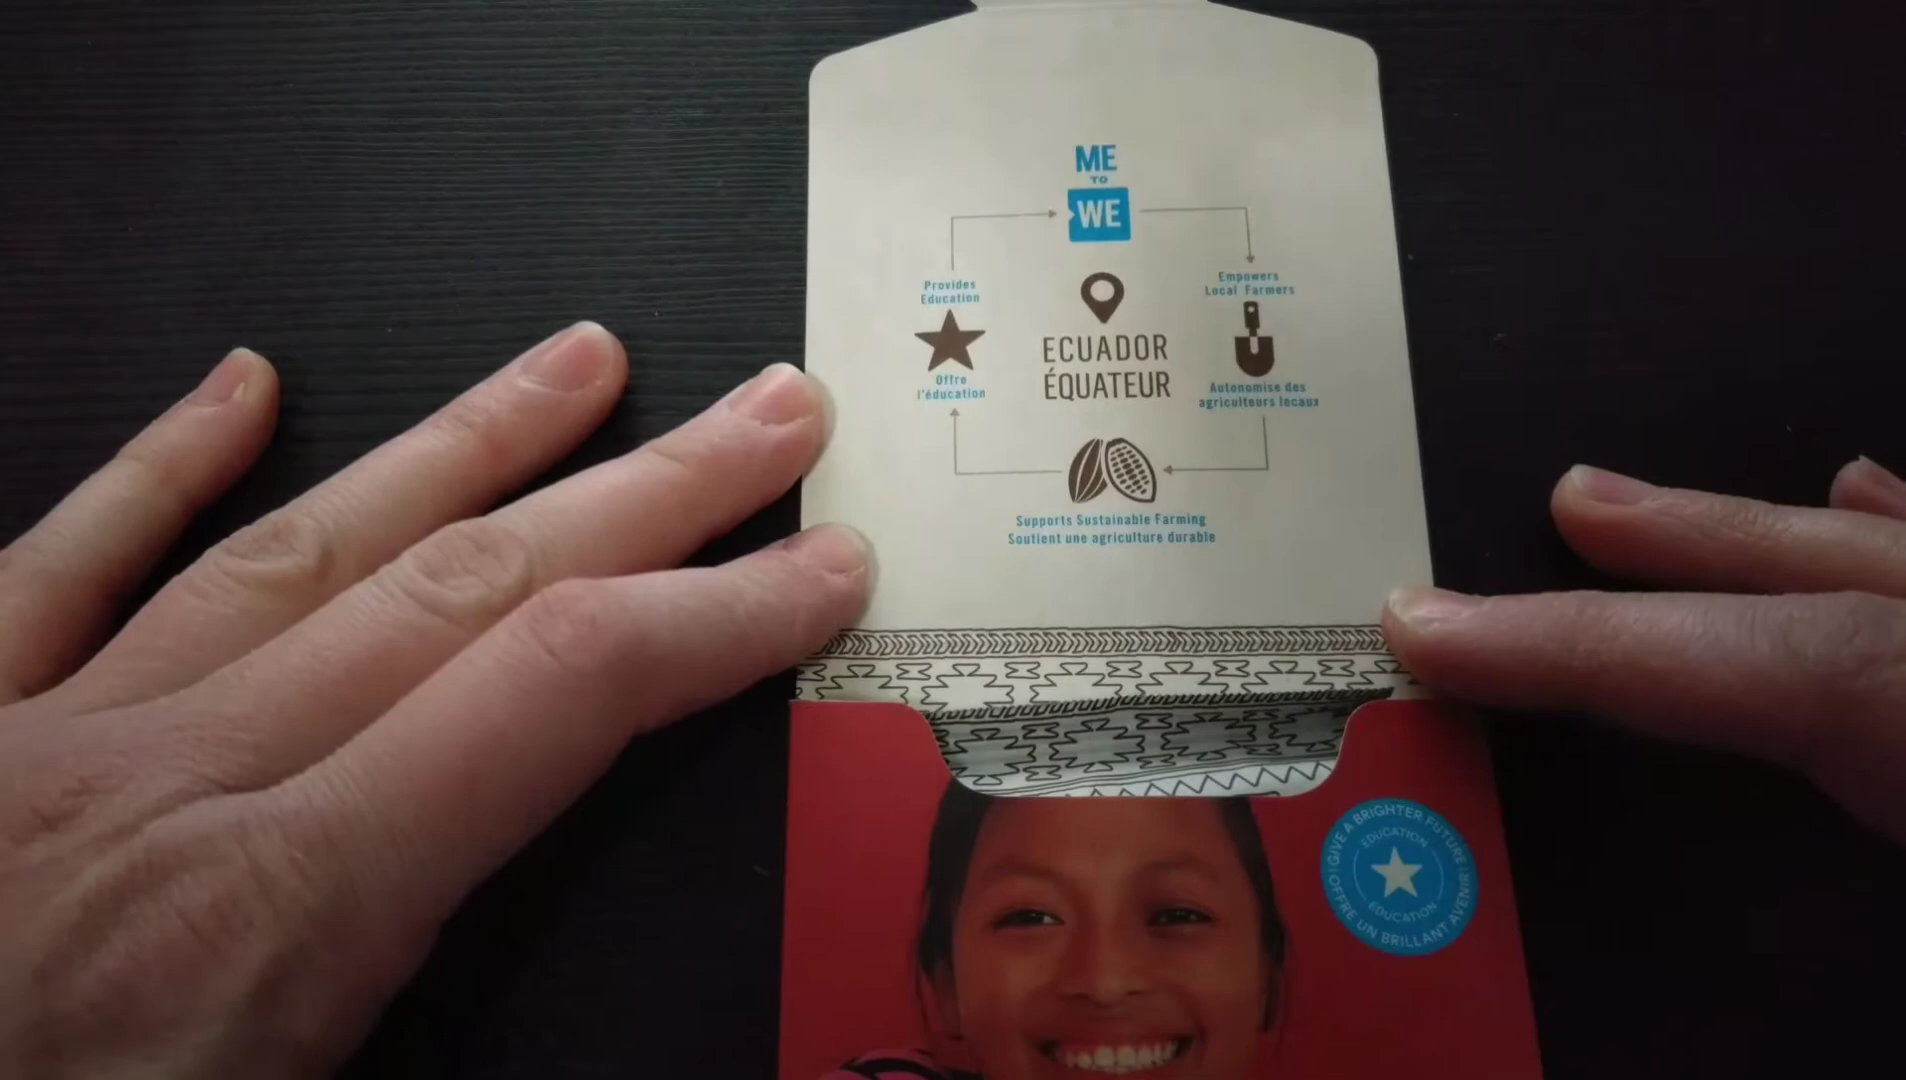 ME
TO
WE
Provides
Education
Offre
l'éducation
ECUADOR
ÉQUATEUR
Empowers
Local Farmers
Autonomise des
agriculteurs locaux
Supports Sustainable Farming
Soutient une agriculture durable
GIVE A BRIGHTER FUTURE!
EDUCATION
ÉDUCATION
OFFRE UN BRILLANT AVENIR!